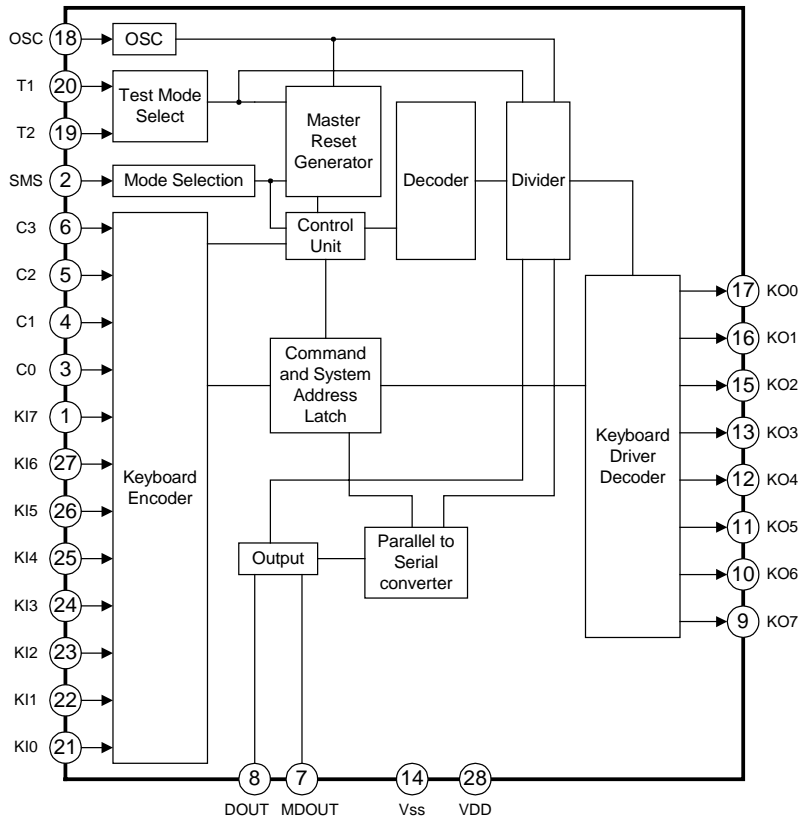 OSC 18 OSC
T1 20
Test Mode
Select
T2 19
Master
Reset
Generator
Decoder
Divider
SMS 2 Mode Selection
C3 6
Control
Unit
C2 5
C1 4
C0 3
KI7 1
KI6 27
KI5 26
KI4 25
KI3 24
KI2 23
KI1 22
KI0 21
Keyboard
Encoder
Command
and System
Address
Latch
Output
Parallel to
Serial
converter
Keyboard
Driver
Decoder
17 KO0
16 KO1
15 KO2
13 KO3
12 KO4
11 KO5
10 KO6
9 KO7
8 7 14 28
DOUT MDOUT Vss VDD